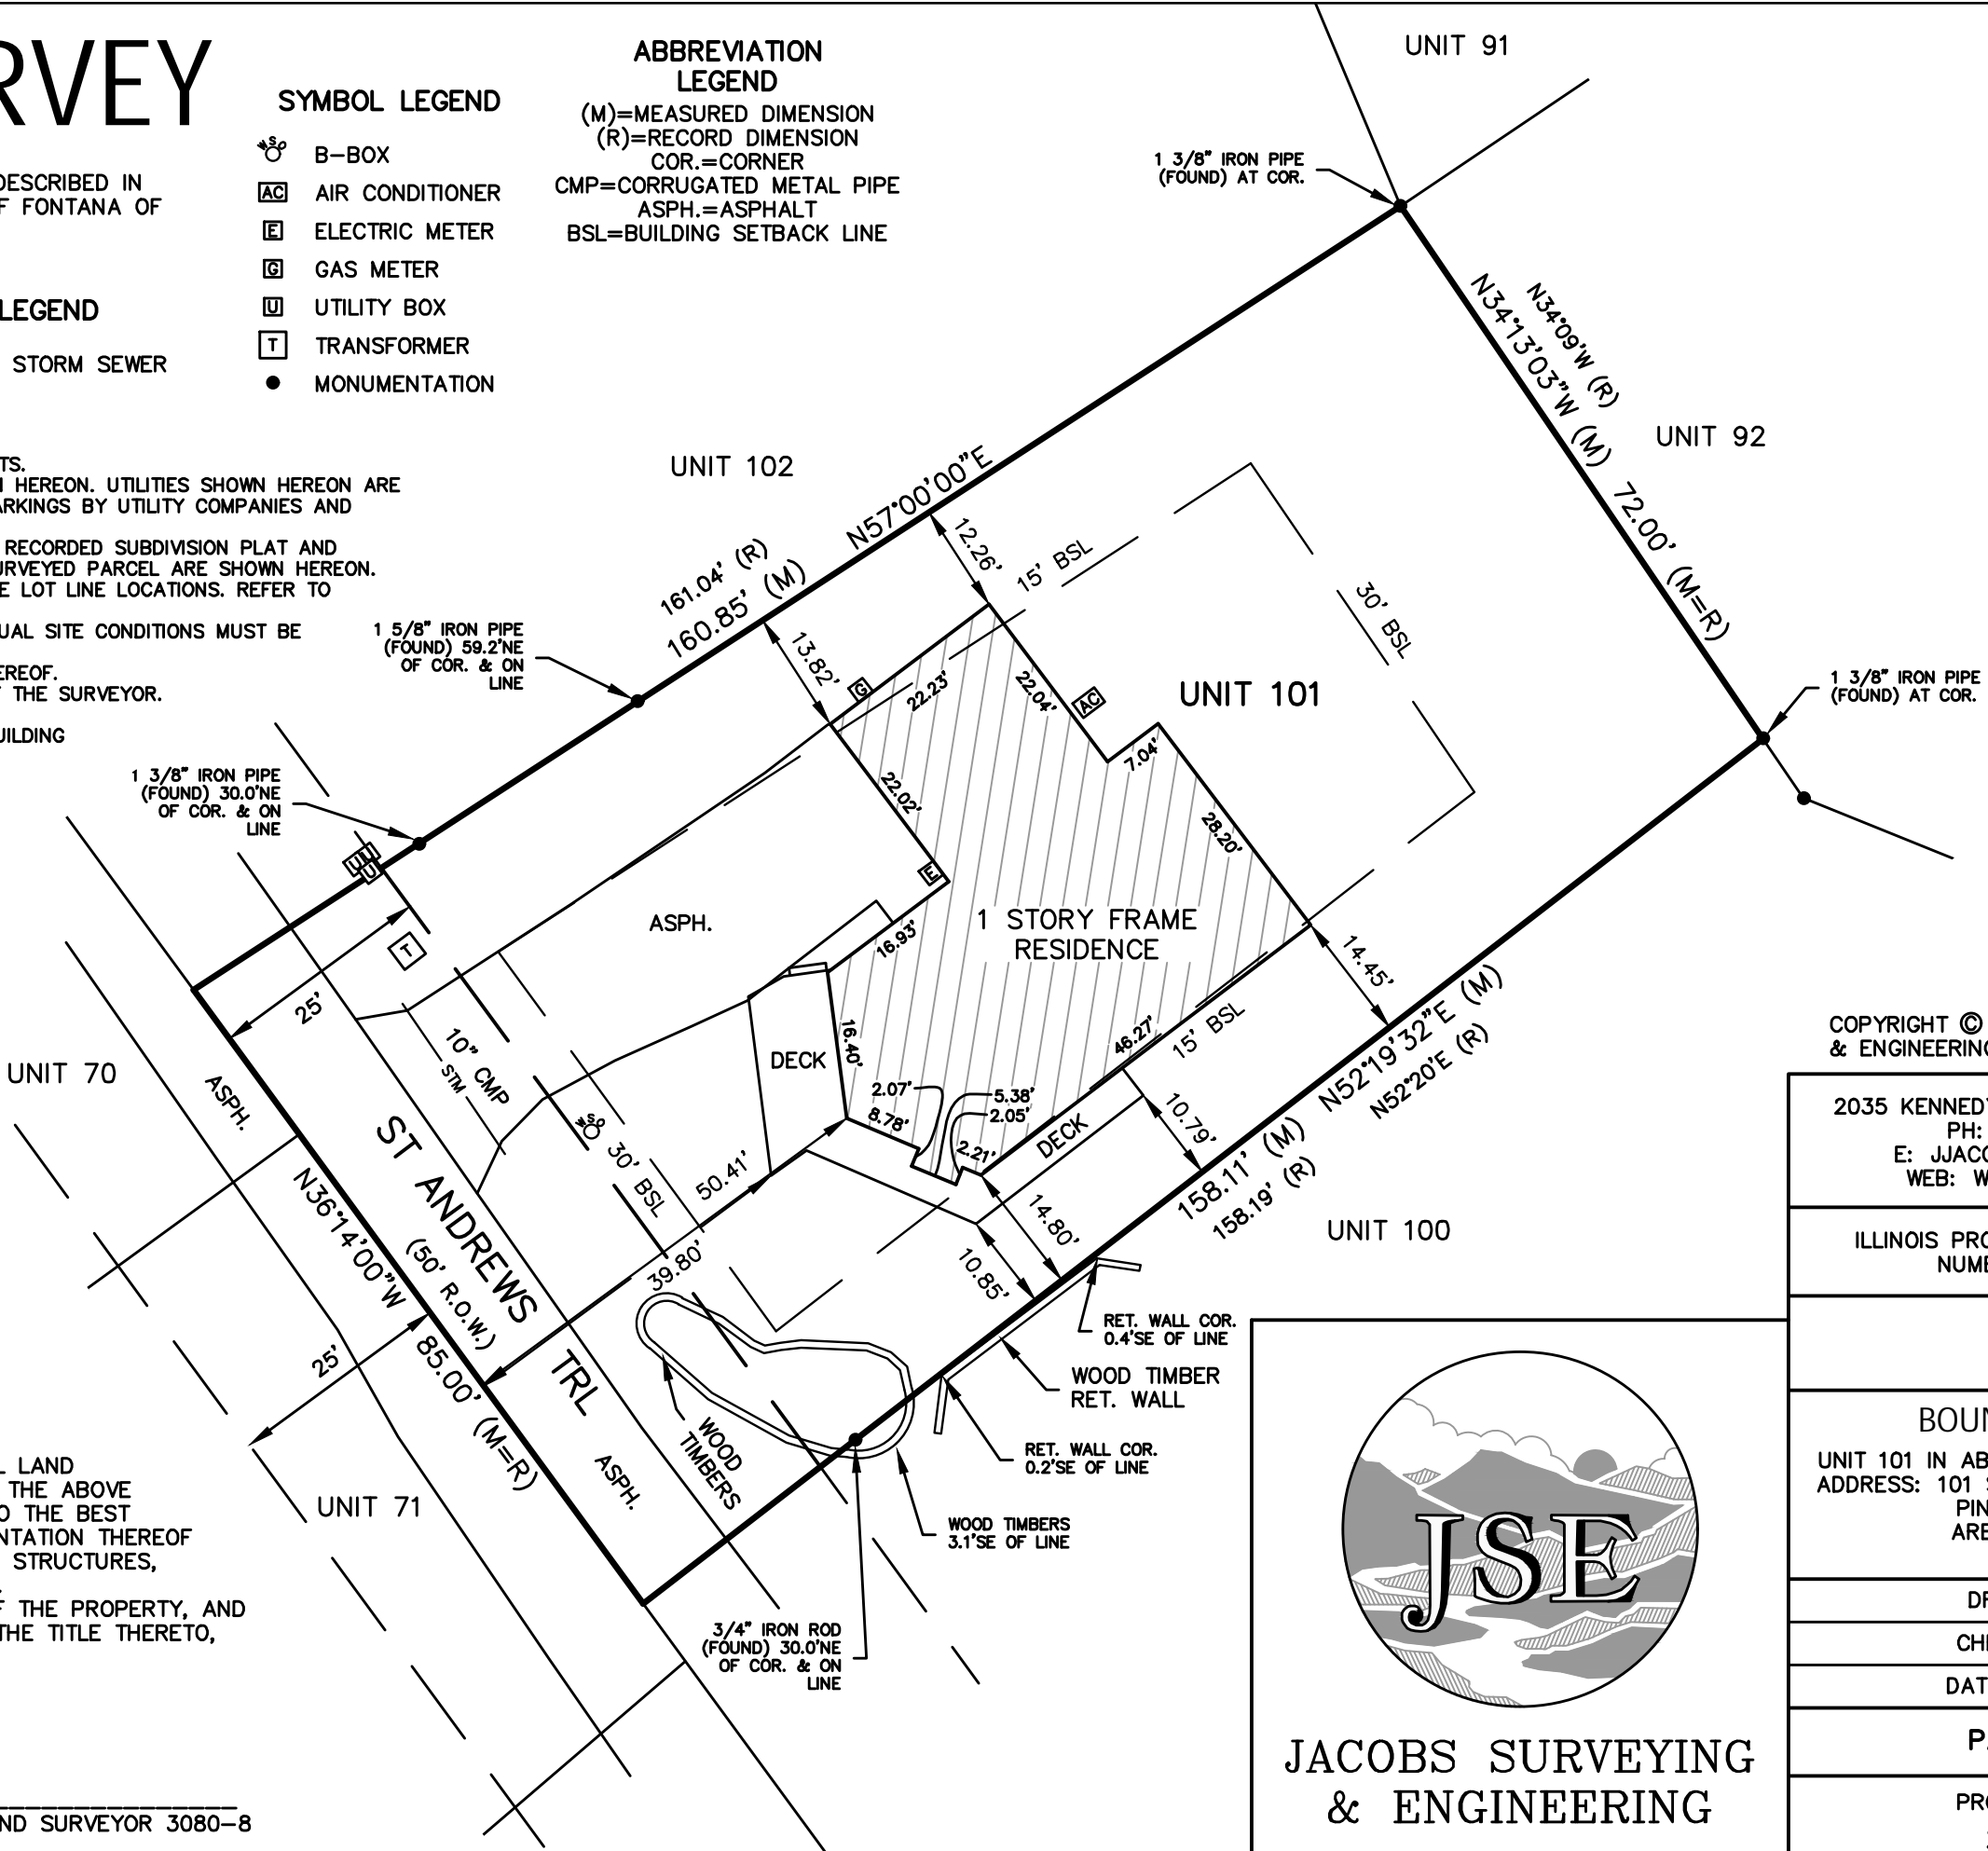 RVEY
DESCRIBED IN
F FONTANA OF
LEGEND
STORM SEWER
SYMBOL LEGEND
WSO B-BOX
AC AIR CONDITIONER
E ELECTRIC METER
G GAS METER
U UTILITY BOX
T TRANSFORMER
MONUMENTATION
ABBREVIATION
LEGEND
(M)=MEASURED DIMENSION
(R)=RECORD DIMENSION
COR.=CORNER
CMP=CORRUGATED METAL PIPE
ASPH.=ASPHALT
BSL=BUILDING SETBACK LINE
TS.
HEREON. UTILITIES SHOWN HEREON ARE
ARKINGS BY UTILITY COMPANIES AND
RECORDED SUBDIVISION PLAT AND
URVEYED PARCEL ARE SHOWN HEREON.
E LOT LINE LOCATIONS. REFER TO
UAL SITE CONDITIONS MUST BE
EREOF.
THE SURVEYOR.
UILDING
UNIT 91
1 3/8" IRON PIPE
(FOUND) AT COR.
N34°09'W (R)
N34°13'03"W (M) 72.00' (M=R)
UNIT 92
UNIT 102
N57°00'00"E
161.04' (R)
160.85' (M)
12.26'
15' BSL
30' BSL
1 5/8" IRON PIPE
(FOUND) 59.2'NE
OF COR. & ON
LINE
13.82'
G
22.23'
22.04'
AC
UNIT 101
1 3/8" IRON PIPE
(FOUND) AT COR.
7.04'
22.02'
28.20'
1 3/8" IRON PIPE
(FOUND) 30.0'NE
OF COR. & ON
LINE
U
U
U
E
T
ASPH.
16.93'
1 STORY FRAME
RESIDENCE
14.45'
25'
10" CMP
STM
DECK
16.40'
46.27'
15' BSL
2.07'
5.38'
2.05'
8.78'
2.21'
DECK
10.79'
N52°19'32"E (M)
N52°20'E (R)
158.11' (M)
158.19' (R)
UNIT 70
ASPH.
WSO
30' BSL
50.41'
14.80'
10.85'
UNIT 100
N36°14'00"W 85.00' (M=R)
ST ANDREWS TRL
(50' R.O.W.)
39.80'
25'
RET. WALL COR.
0.4'SE OF LINE
WOOD TIMBER
RET. WALL
RET. WALL COR.
0.2'SE OF LINE
WOOD
TIMBERS
ASPH.
WOOD TIMBERS
3.1'SE OF LINE
UNIT 71
3/4" IRON ROD
(FOUND) 30.0'NE
OF COR. & ON
LINE
L LAND
THE ABOVE
O THE BEST
NTATION THEREOF
STRUCTURES,
F THE PROPERTY, AND
THE TITLE THERETO,
ND SURVEYOR 3080-8
JSE
JACOBS SURVEYING
& ENGINEERING
COPYRIGHT ©
& ENGINEERING
2035 KENNEDY
PH:
E: JJACO
WEB: W
ILLINOIS PRO
NUMB
BOUN
UNIT 101 IN AB
ADDRESS: 101 S
PIN
ARE
DR
CHE
DAT
P.
PRO